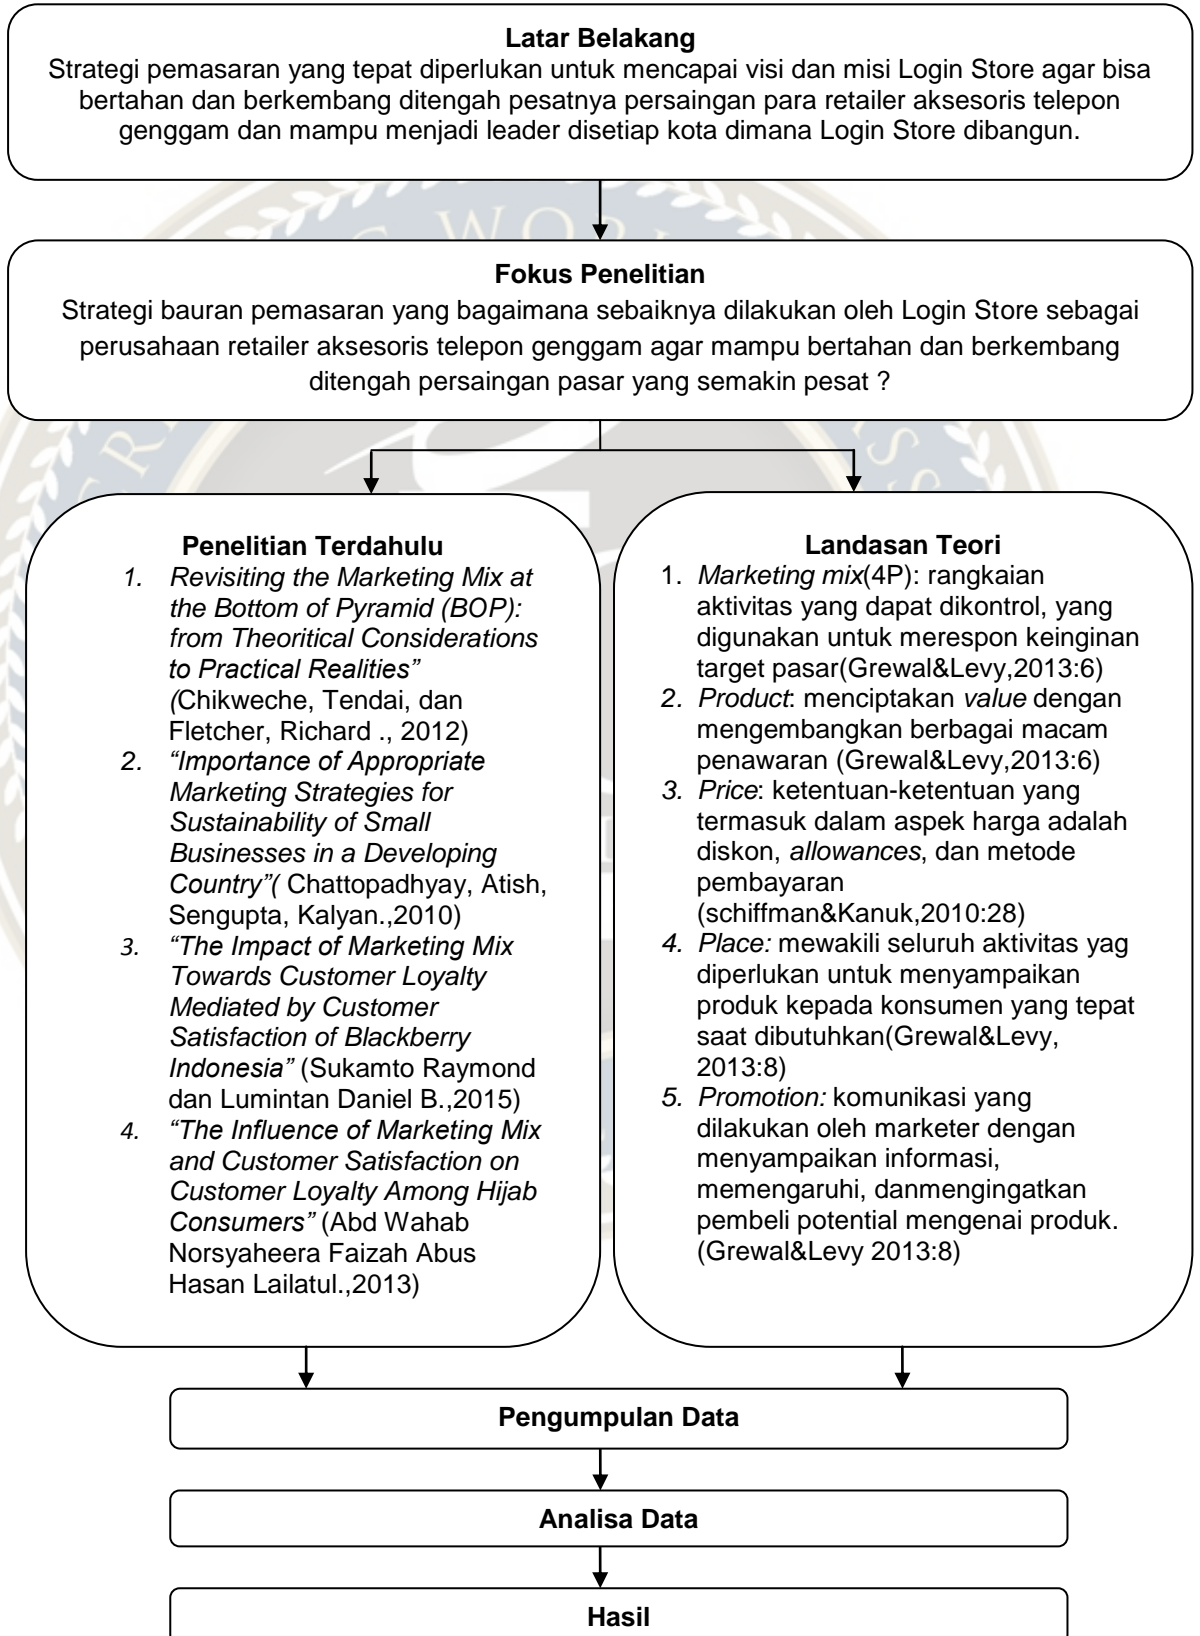 Latar Belakang
Strategi pemasaran yang tepat diperlukan untuk mencapai visi dan misi Login Store agar bisa
bertahan dan berkembang ditengah pesatnya persaingan para retailer aksesoris telepon
genggam dan mampu menjadi leader disetiap kota dimana Login Store dibangun.
Fokus Penelitian
Strategi bauran pemasaran yang bagaimana sebaiknya dilakukan oleh Login Store sebagai
perusahaan retailer aksesoris telepon genggam agar mampu bertahan dan berkembang
ditengah persaingan pasar yang semakin pesat ?
Penelitian Terdahulu
1. Revisiting the Marketing Mix at
the Bottom of Pyramid (BOP):
from Theoritical Considerations
to Practical Realities”
(Chikweche, Tendai, dan
Fletcher, Richard ., 2012)
2. “Importance of Appropriate
Marketing Strategies for
Sustainability of Small
Businesses in a Developing
Country”( Chattopadhyay, Atish,
Sengupta, Kalyan.,2010)
3. “The Impact of Marketing Mix
Towards Customer Loyalty
Mediated by Customer
Satisfaction of Blackberry
Indonesia” (Sukamto Raymond
dan Lumintan Daniel B.,2015)
4. “The Influence of Marketing Mix
and Customer Satisfaction on
Customer Loyalty Among Hijab
Consumers” (Abd Wahab
Norsyaheera Faizah Abus
Hasan Lailatul.,2013)
Landasan Teori
1. Marketing mix(4P): rangkaian
aktivitas yang dapat dikontrol, yang
digunakan untuk merespon keinginan
target pasar(Grewal&Levy,2013:6)
2. Product: menciptakan value dengan
mengembangkan berbagai macam
penawaran (Grewal&Levy,2013:6)
3. Price: ketentuan-ketentuan yang
termasuk dalam aspek harga adalah
diskon, allowances, dan metode
pembayaran
(schiffman&Kanuk,2010:28)
4. Place: mewakili seluruh aktivitas yag
diperlukan untuk menyampaikan
produk kepada konsumen yang tepat
saat dibutuhkan(Grewal&Levy,
2013:8)
5. Promotion: komunikasi yang
dilakukan oleh marketer dengan
menyampaikan informasi,
memengaruhi, danmengingatkan
pembeli potential mengenai produk.
(Grewal&Levy 2013:8)
Pengumpulan Data
Analisa Data
Hasil